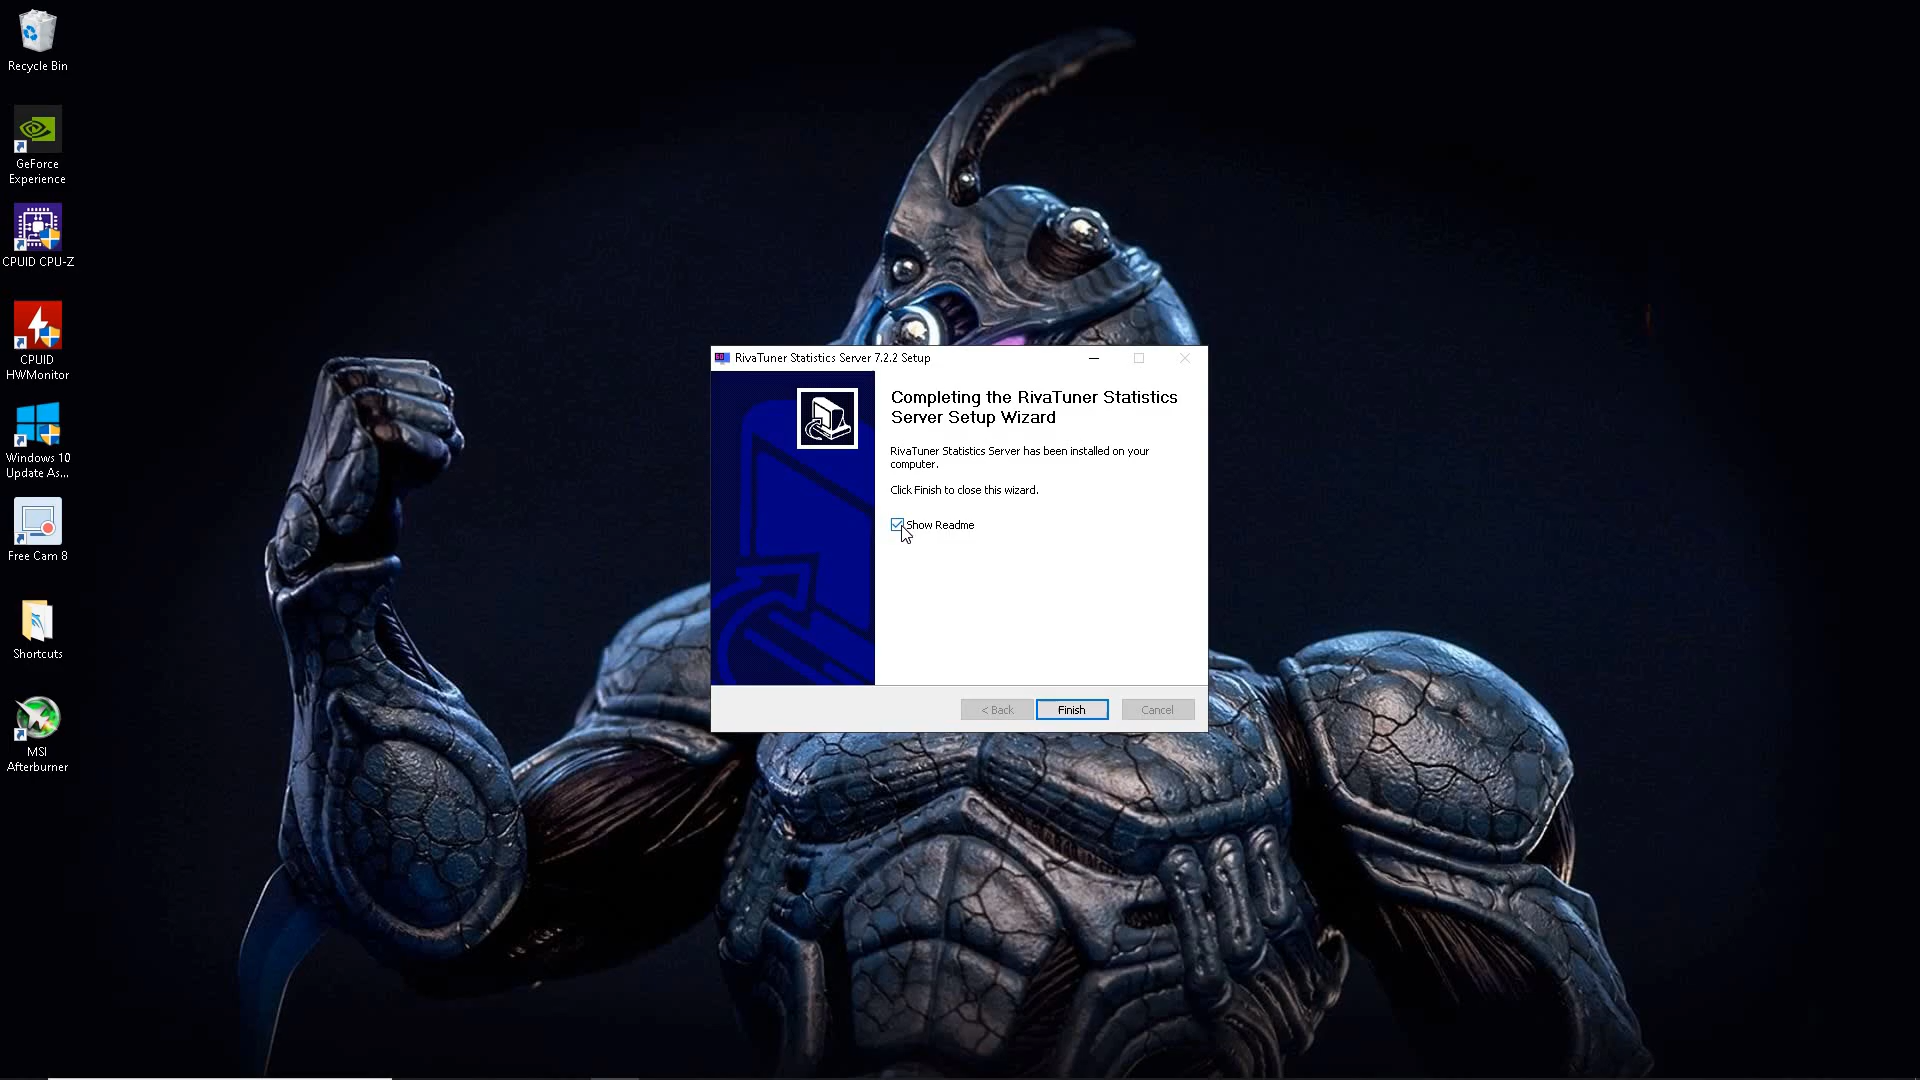 Recycle Bin
GeForce
Experience
CPUID CPU-Z
CPUID
HWMonitor
Windows 10
Update As...
Free Cam 8
Shortcuts
MSI
Afterburner
RivaTuner Statistics Server 7.2.2 Setup
Completing the RivaTuner Statistics
Server Setup Wizard
RivaTuner Statistics Server has been installed on your
computer.
Click Finish to close this wizard.
Show Readme
< Back
Finish
Cancel